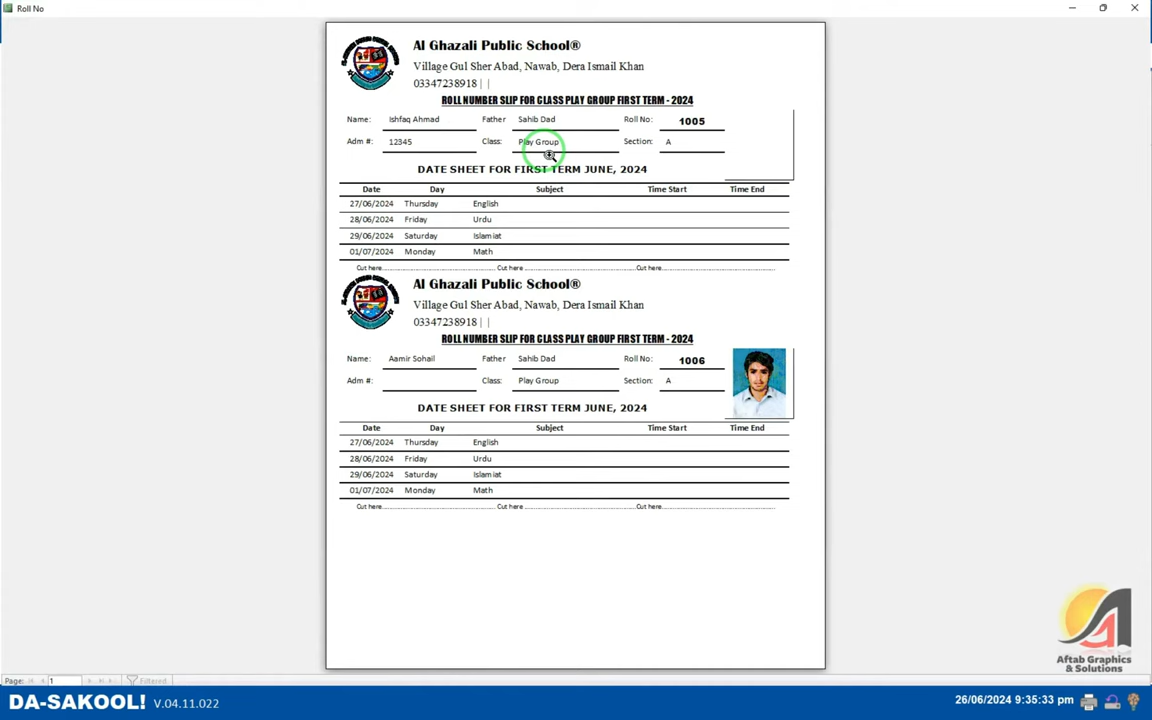 Roll No
Al Ghazali Public School®
Village Gul Sher Abad, Nawab, Dera Ismail Khan
03347238918 | |
ROLL NUMBER SLIP FOR CLASS PLAY GROUP FIRST TERM - 2024
Name: Ishfaq Ahmad Father Sahib Dad Roll No: 1005
Adm #: 12345 Class: Play Group Section: A
DATE SHEET FOR FIRST TERM JUNE, 2024
Date Day Subject Time Start Time End
27/06/2024 Thursday English
28/06/2024 Friday Urdu
29/06/2024 Saturday Islamiat
01/07/2024 Monday Math
Cut here........ Cut here ........ Cut here........
Al Ghazali Public School®
Village Gul Sher Abad, Nawab, Dera Ismail Khan
03347238918 | |
ROLL NUMBER SLIP FOR CLASS PLAY GROUP FIRST TERM - 2024
Name: Aamir Sohail Father Sahib Dad Roll No: 1006
Adm #: Class: Play Group Section: A
DATE SHEET FOR FIRST TERM JUNE, 2024
Date Day Subject Time Start Time End
27/06/2024 Thursday English
28/06/2024 Friday Urdu
29/06/2024 Saturday Islamiat
01/07/2024 Monday Math
Cut here........ Cut here ........ Cut here........
Aftab Graphics
& Solutions
Page: 1 Filtered
DA-SAKOOL! V.04.11.022 26/06/2024 9:35:33 pm